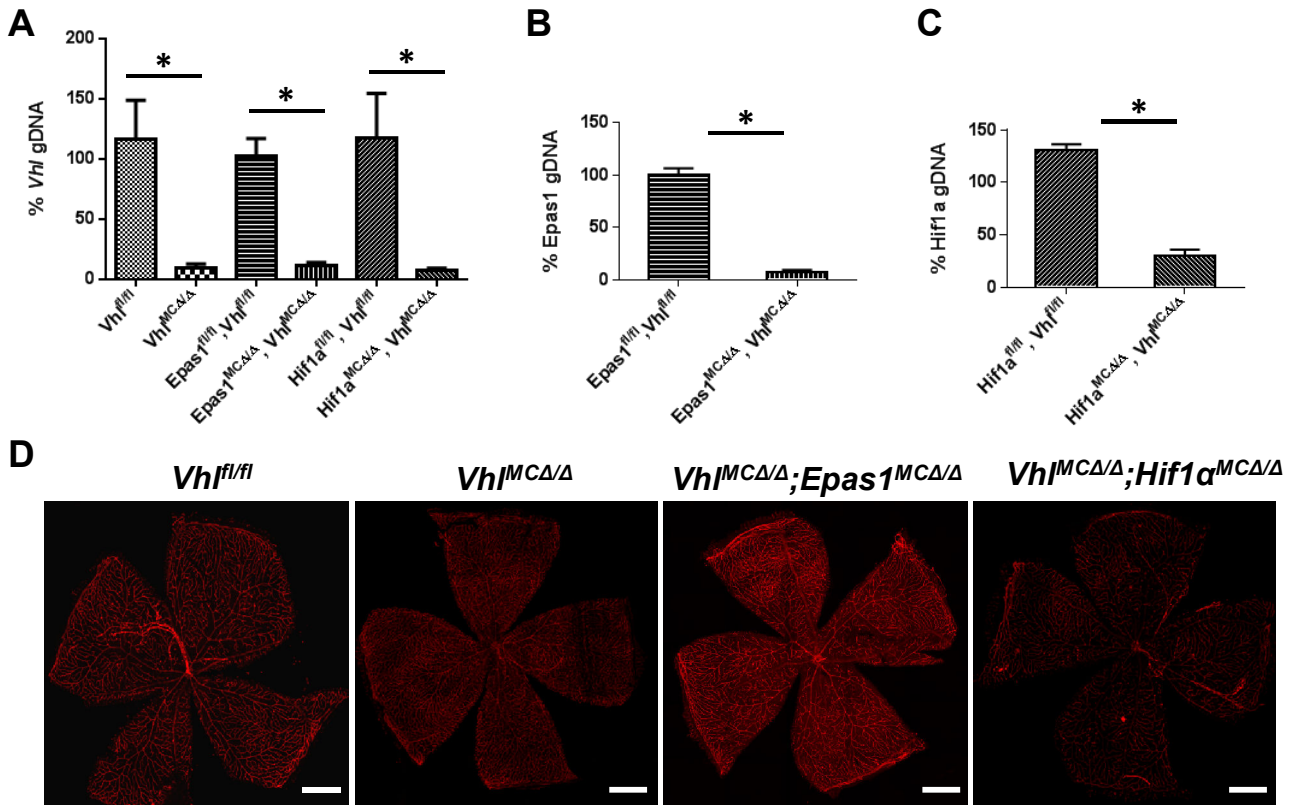 A
B
C
200
150
100
50
0
% Vhl gDNA
*
*
*
Vhl^fl/fl
Vhl^MCΔ/Δ
Epas1^fl/fl, Vhl^fl/fl
Epas1^MCΔ/Δ, Vhl^MCΔ/Δ
Hif1a^fl/fl, Vhl^fl/fl
Hif1a^MCΔ/Δ, Vhl^MCΔ/Δ
150
100
50
0
% Epas1 gDNA
*
Epas1^fl/fl, Vhl^fl/fl
Epas1^MCΔ/Δ, Vhl^MCΔ/Δ
150
100
50
0
% Hif1a gDNA
*
Hif1a^fl/fl, Vhl^fl/fl
Hif1a^MCΔ/Δ, Vhl^MCΔ/Δ
D
Vhl^fl/fl
Vhl^MCΔ/Δ
Vhl^MCΔ/Δ;Epas1^MCΔ/Δ
Vhl^MCΔ/Δ;Hif1α^MCΔ/Δ